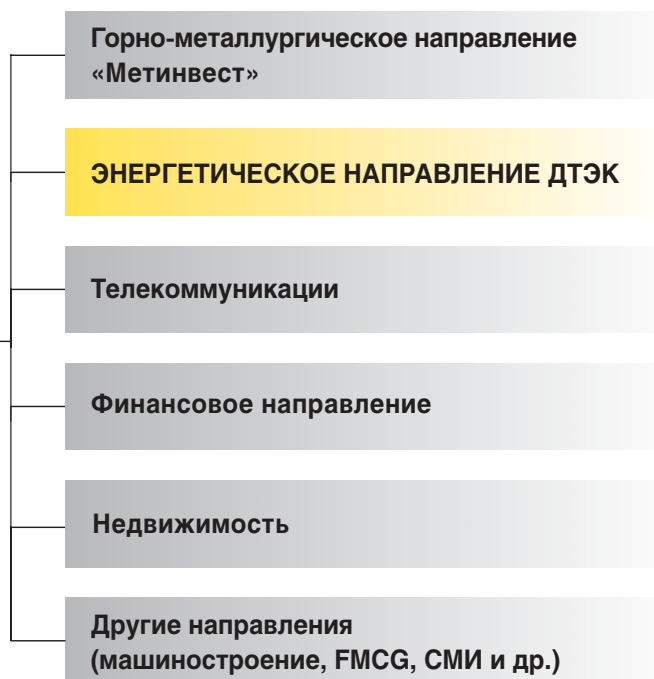 Горно-металлургическое направление
«Метинвест»
ЭНЕРГЕТИЧЕСКОЕ НАПРАВЛЕНИЕ ДТЭК
Телекоммуникации
Финансовое направление
Недвижимость
Другие направления
(машиностроение, FMCG, СМИ и др.)